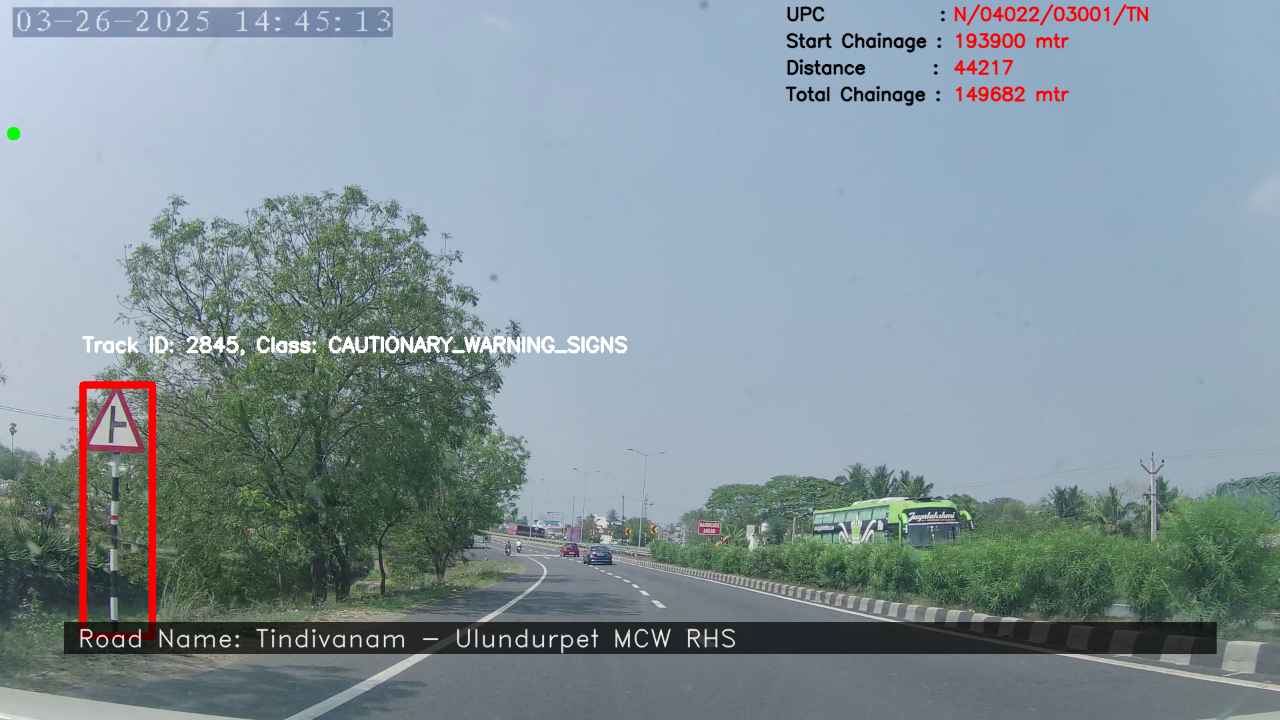 03-26-2025 14:45:13
UPC : N/04022/03001/TN
Start Chainage : 193900 mtr
Distance : 44217
Total Chainage : 149682 mtr
Track ID: 2845, Class: CAUTIONARY_WARNING_SIGNS
Jayalakshmi
Road Name: Tindivanam - Ulundurpet MCW RHS